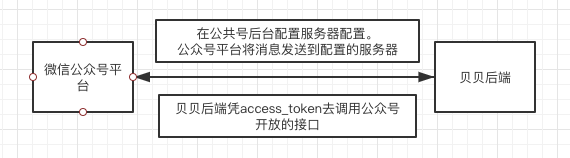 在公共号后台配置服务器配置。
公众号平台将消息发送到配置的服务器
微信公众号平
台
贝贝后端
贝贝后端凭access_token去调用公众号
开放的接口